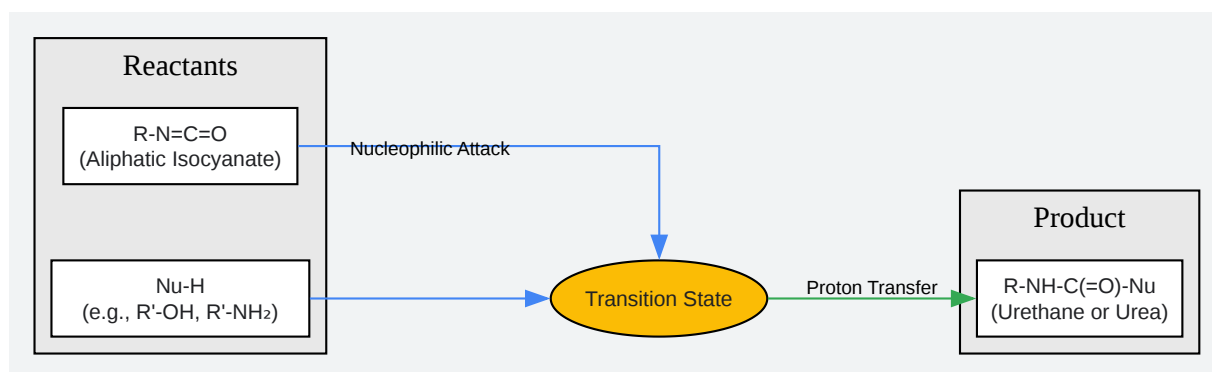 Reactants
R-N=C=O
(Aliphatic Isocyanate)
Nucleophilic Attack
Nu-H
(e.g., R'-OH, R'-NH₂)
Transition State
Proton Transfer
Product
R-NH-C(=O)-Nu
(Urethane or Urea)